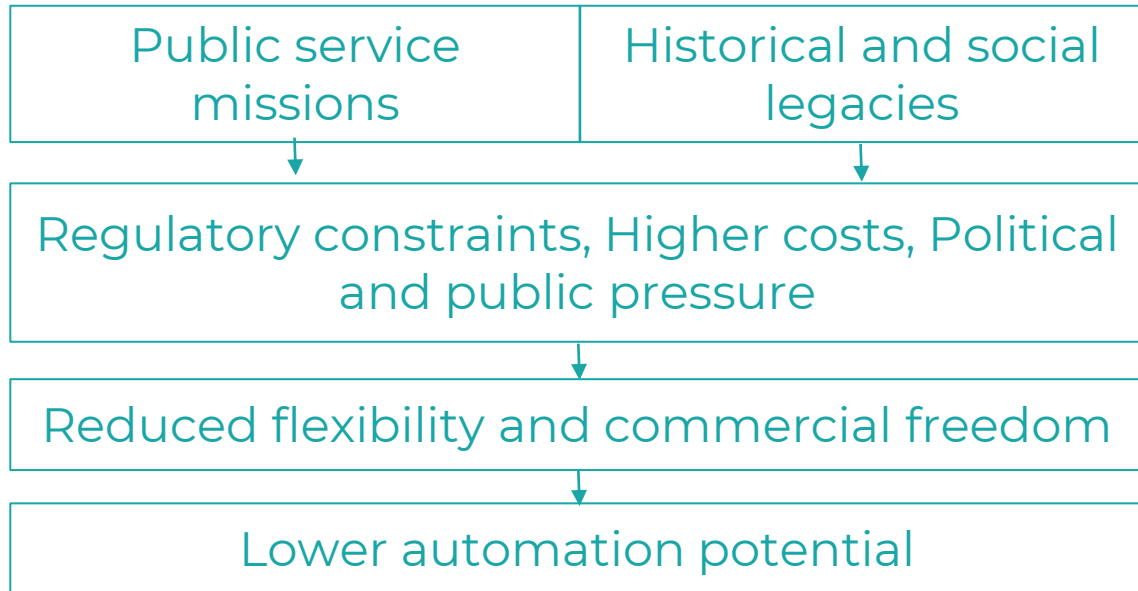 Public service
missions
Historical and social
legacies
Regulatory constraints, Higher costs, Political
and public pressure
Reduced flexibility and commercial freedom
Lower automation potential